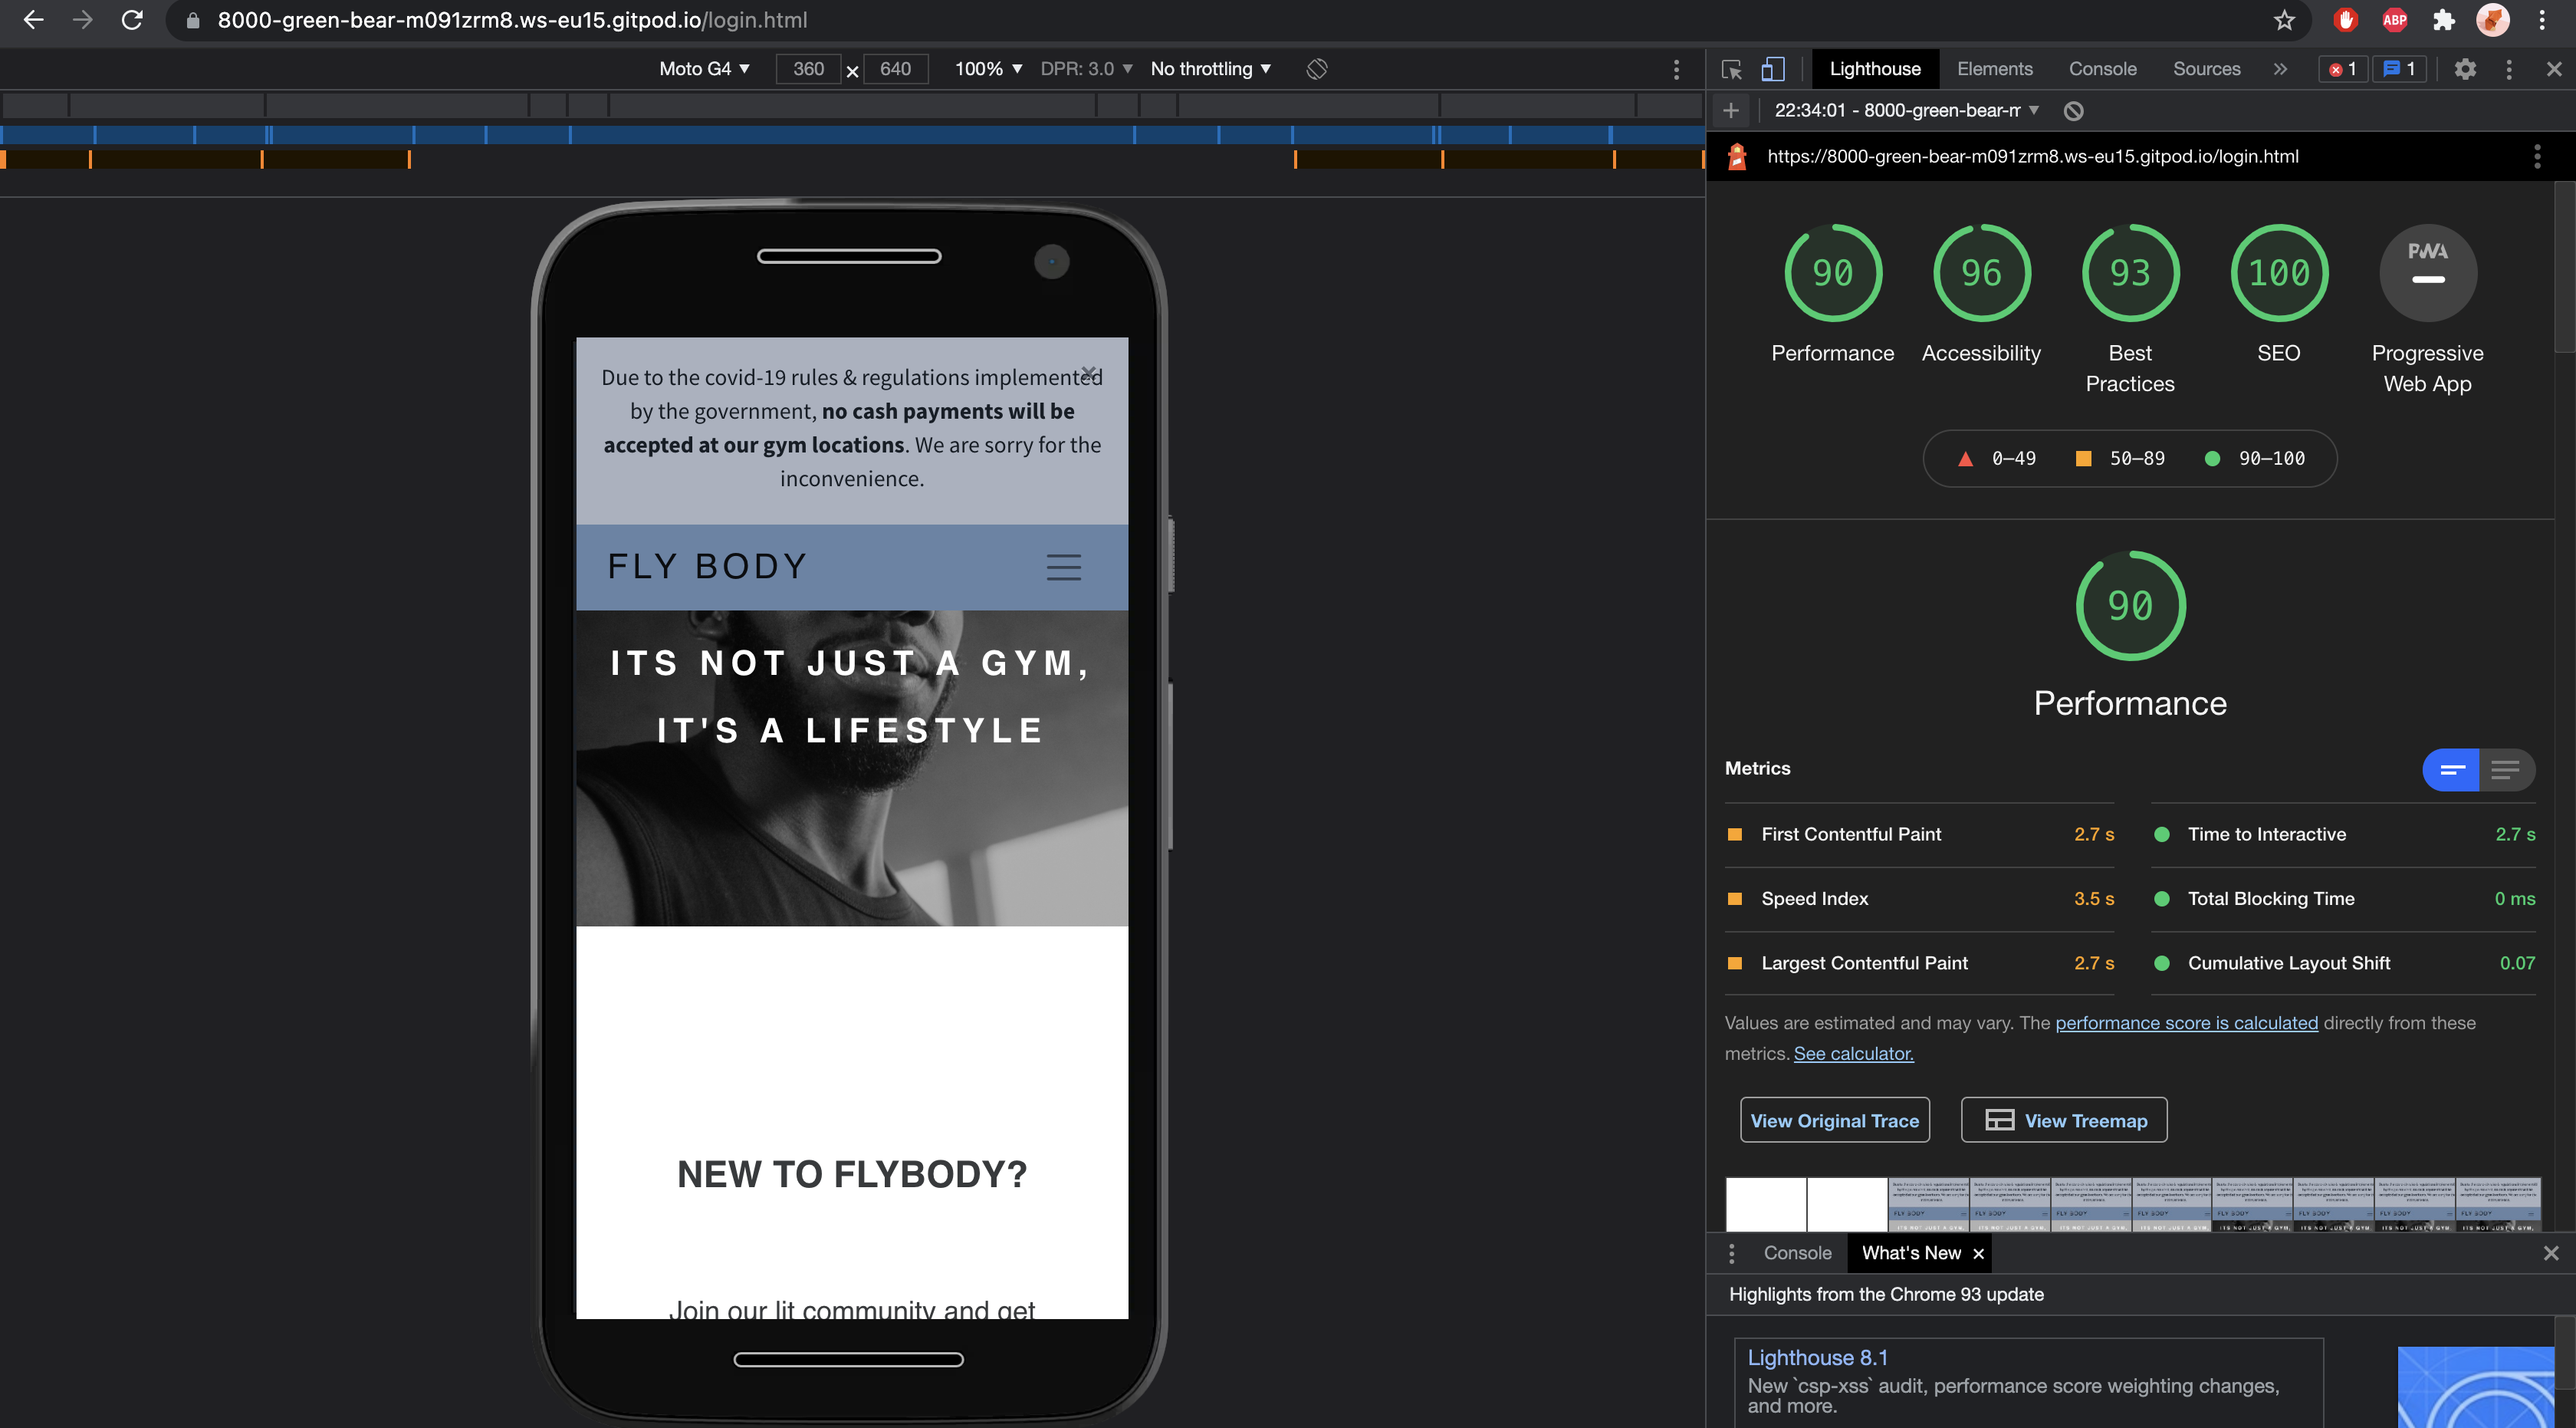 8000-green-bear-m091zrm8.ws-eu15.gitpod.io/login.html
ABP
Moto G4 ▼ 360 × 640 100% ▼ DPR: 3.0 ▼ No throttling ▼
Lighthouse Elements Console Sources » 1 1
22:34:01 - 8000-green-bear-m ▼
https://8000-green-bear-m091zrm8.ws-eu15.gitpod.io/login.html
Due to the covid-19 rules & regulations implemented
by the government, no cash payments will be
accepted at our gym locations. We are sorry for the
inconvenience.
FLY BODY
ITS NOT JUST A GYM,
IT'S A LIFESTYLE
NEW TO FLYBODY?
Join our lit community and get
90 96 93 100 PWA
Performance Accessibility Best Practices SEO Progressive Web App
0–49 50–89 90–100
90
Performance
Metrics
First Contentful Paint 2.7 s Time to Interactive 2.7 s
Speed Index 3.5 s Total Blocking Time 0 ms
Largest Contentful Paint 2.7 s Cumulative Layout Shift 0.07
Values are estimated and may vary. The performance score is calculated directly from these
metrics. See calculator.
View Original Trace View Treemap
Console What's New ×
Highlights from the Chrome 93 update
Lighthouse 8.1
New `csp-xss` audit, performance score weighting changes,
and more.